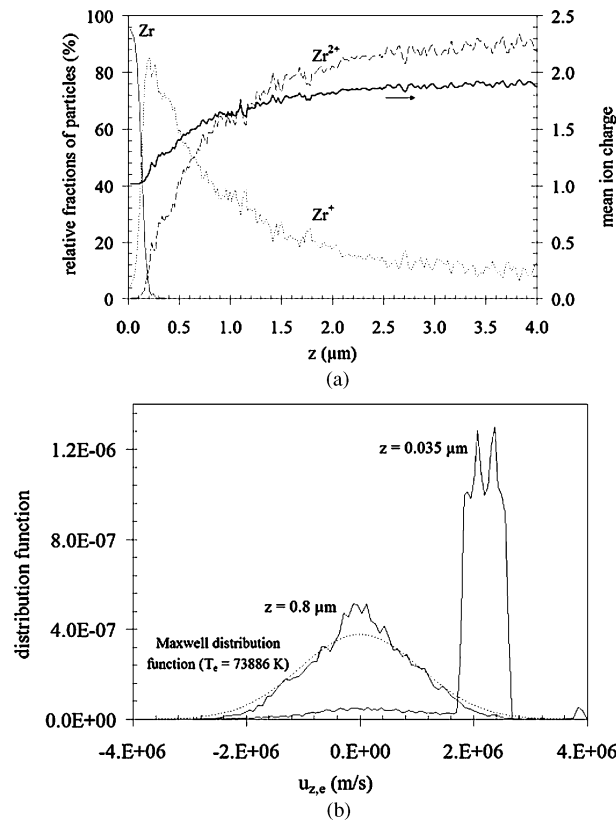 100
2.5
Zr
Zr2+
80
2.0
60
1.5
40
1.0
Zr+
20
0.5
0
0.0
0.0 0.5 1.0 1.5 2.0 2.5 3.0 3.5 4.0
relative fractions of particles (%)
mean ion charge
z (μm)
(a)
1.2E-06
z = 0.035 μm
8.0E-07
z = 0.8 μm
4.0E-07
Maxwell distribution
function (Te = 73886 K)
0.0E+00
-4.E+06 -2.E+06 0.E+00 2.E+06 4.E+06
distribution function
uz,e (m/s)
(b)